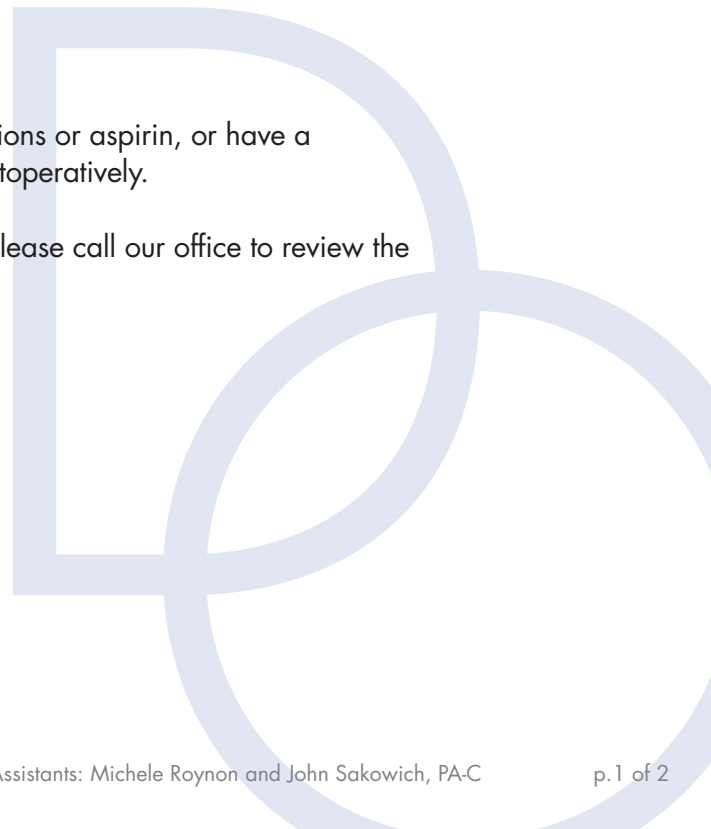 ions or aspirin, or have a
toperatively.
lease call our office to review the
Assistants: Michele Roynon and John Sakowich, PA-C p.1 of 2